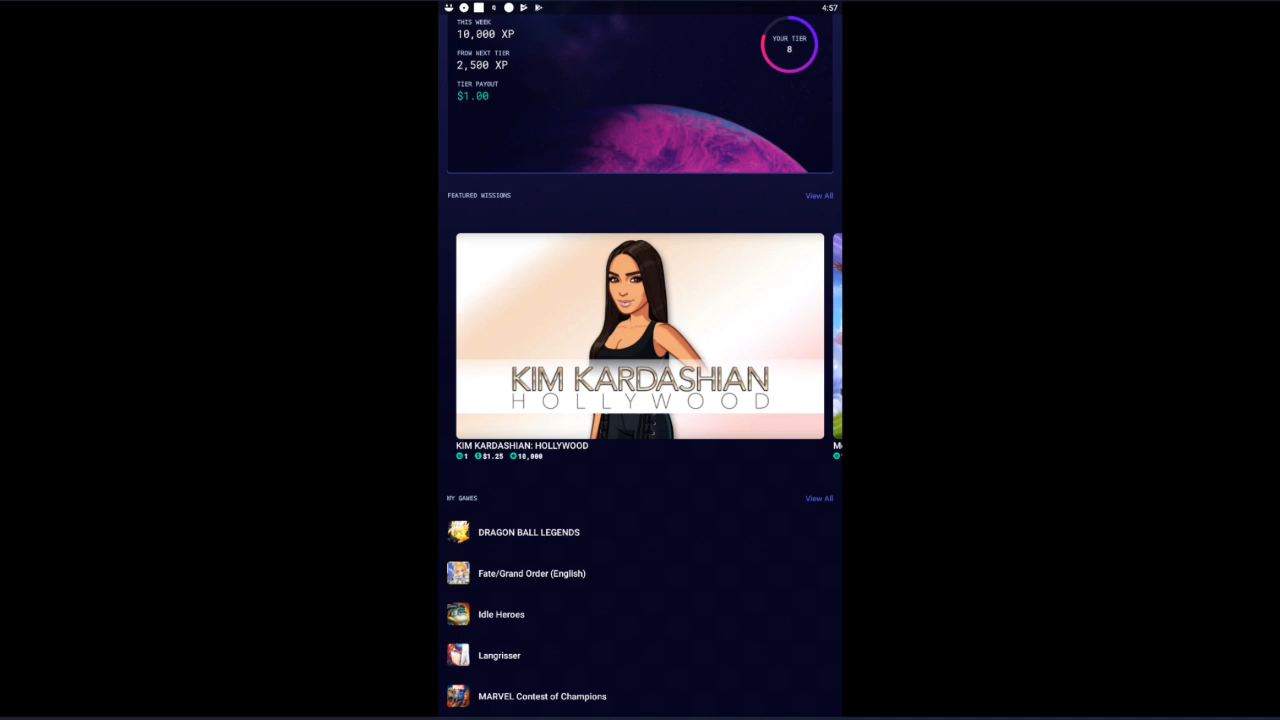 4:57
THIS WEEK
10,000 XP
FROM NEXT TIER
2,500 XP
TIER PAYOUT
$1.00
YOUR TIER
8
FEATURED MISSIONS
View All
KIM KARDASHIAN
HOLLYWOOD
KIM KARDASHIAN: HOLLYWOOD
1 $1.25 10,000
MY GAMES
View All
DRAGON BALL LEGENDS
Fate/Grand Order (English)
Idle Heroes
Langrisser
MARVEL Contest of Champions